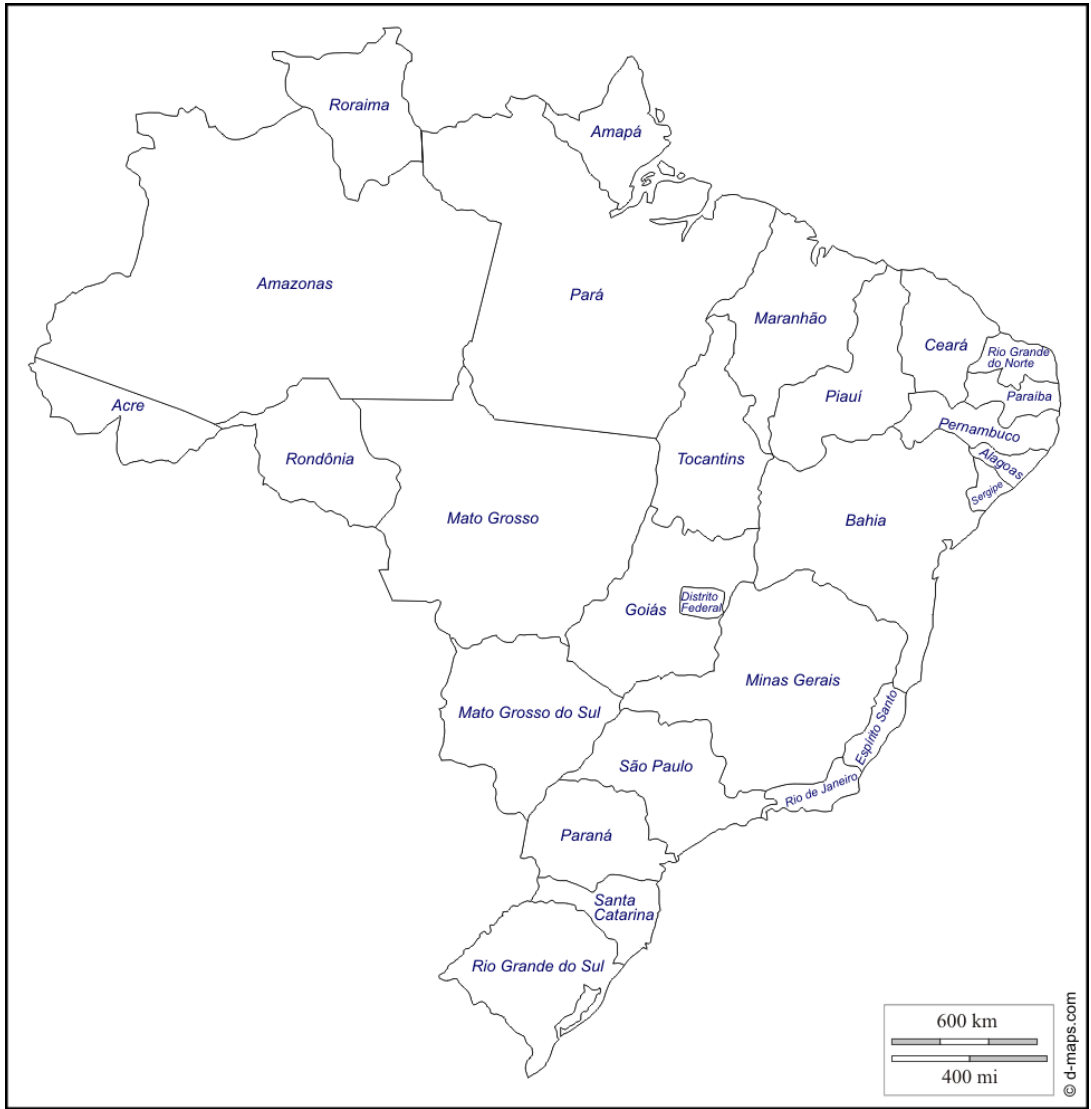 Roraima
Amapá
Amazonas
Pará
Maranhão
Ceará
Rio Grande
do Norte
Piauí
Paraíba
Acre
Pernambuco
Rondônia
Tocantins
Alagoas
Sergipe
Mato Grosso
Bahia
Distrito
Federal
Goiás
Minas Gerais
Mato Grosso do Sul
Espírito Santo
São Paulo
Rio de Janeiro
Paraná
Santa
Catarina
Rio Grande do Sul
600 km
400 mi
© d-maps.com